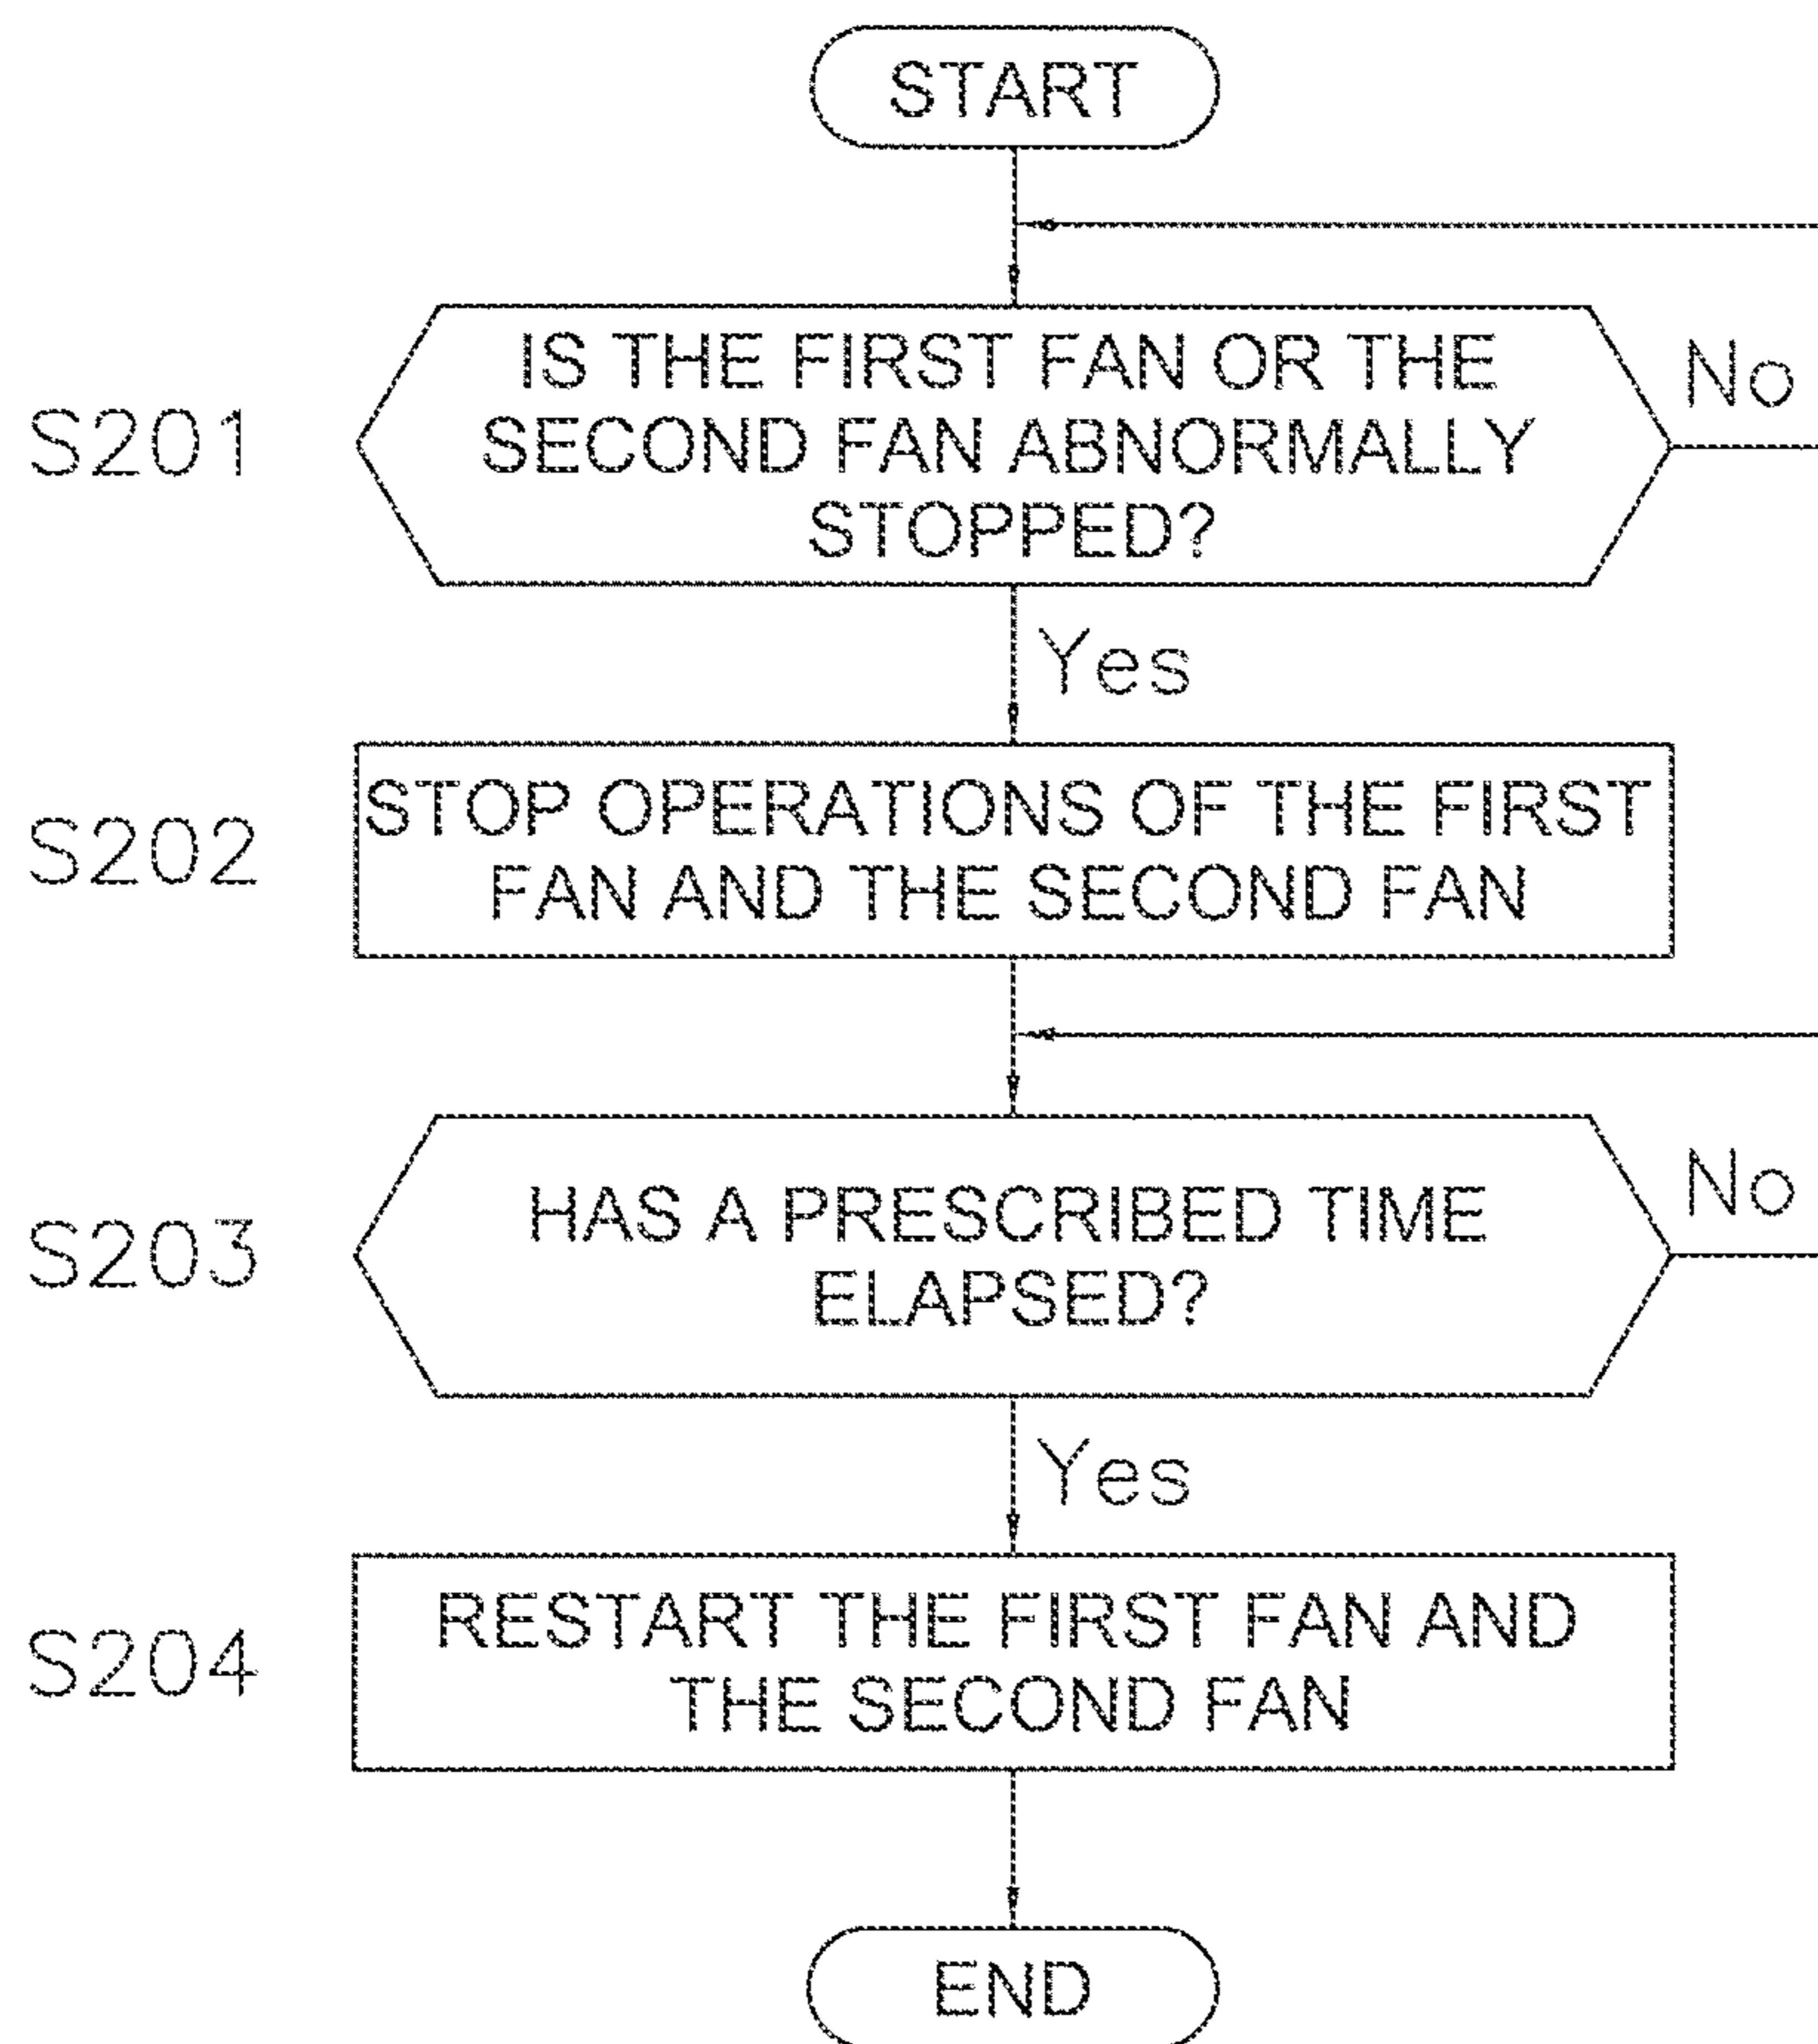 START
IS THE FIRST FAN OR THE
No
S201
SECOND FAN ABNORMALLY
STOPPED?
Yes
STOP OPERATIONS OF THE FIRST
S202
FAN AND THE SECOND FAN
No
HAS A PRESCRIBED TIME
S203
ELAPSED?
Yes
RESTART THE FIRST FAN AND
S204
THE SECOND FAN
END